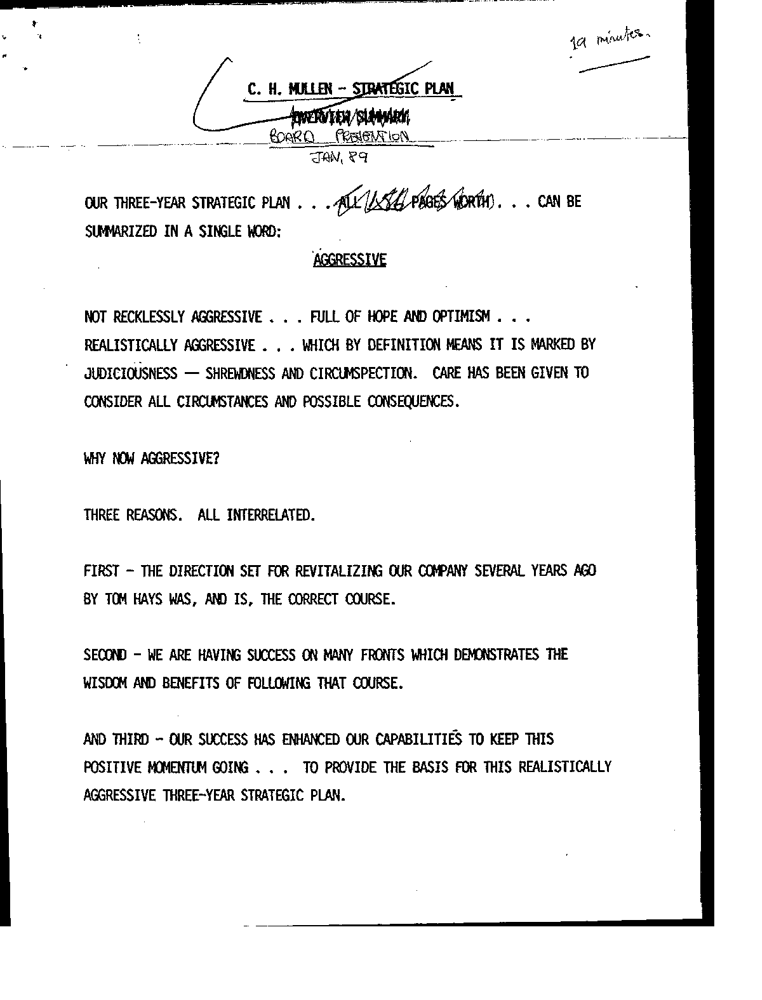 19 minutes.
C. H. MULLEN - STRATEGIC PLAN
OVERVIEW/SUMMARY
BOARD PRESENTION
JAN, 89
OUR THREE-YEAR STRATEGIC PLAN . . . ALL PAGES WORTH) . . . CAN BE
SUMMARIZED IN A SINGLE WORD:
AGGRESSIVE
NOT RECKLESSLY AGGRESSIVE . . . FULL OF HOPE AND OPTIMISM . . .
REALISTICALLY AGGRESSIVE . . . WHICH BY DEFINITION MEANS IT IS MARKED BY
JUDICIOUSNESS — SHREWDNESS AND CIRCUMSPECTION. CARE HAS BEEN GIVEN TO
CONSIDER ALL CIRCUMSTANCES AND POSSIBLE CONSEQUENCES.
WHY NOW AGGRESSIVE?
THREE REASONS. ALL INTERRELATED.
FIRST - THE DIRECTION SET FOR REVITALIZING OUR COMPANY SEVERAL YEARS AGO
BY TOM HAYS WAS, AND IS, THE CORRECT COURSE.
SECOND - WE ARE HAVING SUCCESS ON MANY FRONTS WHICH DEMONSTRATES THE
WISDOM AND BENEFITS OF FOLLOWING THAT COURSE.
AND THIRD - OUR SUCCESS HAS ENHANCED OUR CAPABILITIES TO KEEP THIS
POSITIVE MOMENTUM GOING . . . TO PROVIDE THE BASIS FOR THIS REALISTICALLY
AGGRESSIVE THREE-YEAR STRATEGIC PLAN.